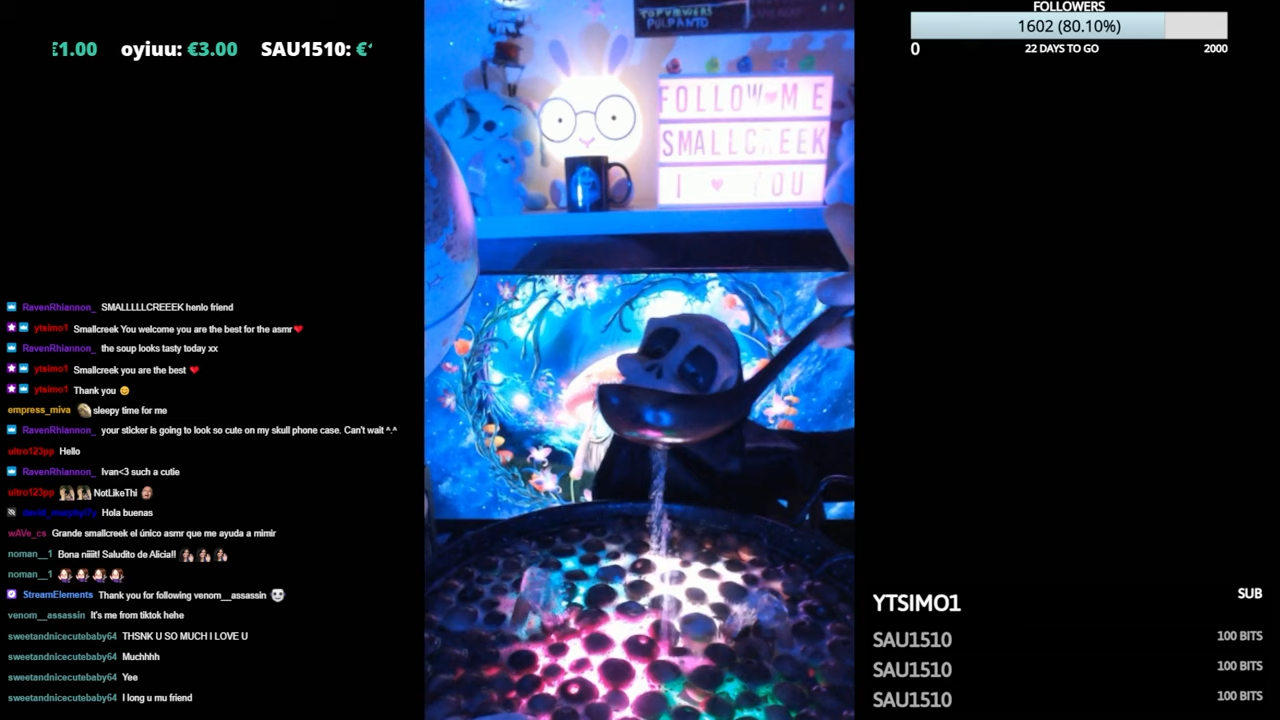 €1.00 oyiuu: €3.00 SAU1510: €
TOPVIEWERS
PULPANTO
FOLLOW♥ME
SMALLCREEK
I ♥ YOU
FOLLOWERS
1602 (80.10%)
0 22 DAYS TO GO 2000
RavenRhiannon_ SMALLLLLCREEEK henlo friend
ytsimo1 Smallcreek You welcome you are the best for the asmr❤
RavenRhiannon_ the soup looks tasty today xx
ytsimo1 Smallcreek you are the best ❤
ytsimo1 Thank you 😊
empress_miva sleepy time for me
RavenRhiannon_ your sticker is going to look so cute on my skull phone case. Can't wait ^.^
ultro123pp Hello
RavenRhiannon_ Ivan<3 such a cutie
ultro123pp NotLikeThi
Hola buenas
wAVe_cs Grande smallcreek el único asmr que me ayuda a mimir
noman__1 Bona niiiit! Saludito de Alicia!!
noman__1
StreamElements Thank you for following venom__assassin
venom__assassin It's me from tiktok hehe
sweetandnicecutebaby64 THSNK U SO MUCH I LOVE U
sweetandnicecutebaby64 Muchhhh
sweetandnicecutebaby64 Yee
sweetandnicecutebaby64 I long u mu friend
YTSIMO1 SUB
SAU1510 100 BITS
SAU1510 100 BITS
SAU1510 100 BITS